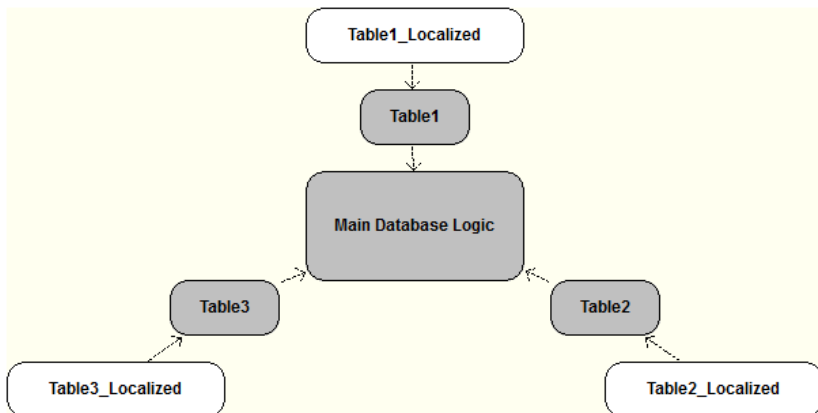 Table1_Localized
Table1
Main Database Logic
Table3
Table2
Table3_Localized
Table2_Localized